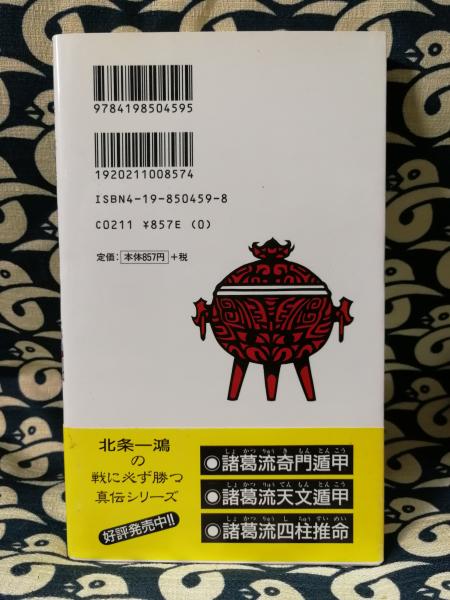 9784198504595
1920211008574
ISBN4-19-850459-8
C0211 ¥857E (0)
定価: 本体857円 +税
北条一鴻
の
戦に必ず勝つ
真伝シリーズ
好評発売中!!
しょかつりゅうきもんとんこう
●諸葛流奇門遁甲
しょかつりゅうてんもんとんこう
●諸葛流天文遁甲
しょかつりゅうしちゅうすいめい
●諸葛流四柱推命